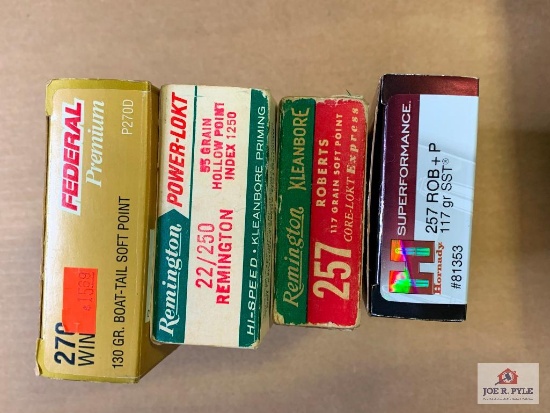 FEDERAL
Premium
P270D
270
WIN
130 GR. BOAT-TAIL SOFT POINT
Remington
POWER-LOKT
22/250
REMINGTON
55 GRAIN
HOLLOW POINT
INDEX 1250
HI-SPEED - KLEANBORE PRIMING
Remington
KLEANBORE
257
ROBERTS
117 GRAIN SOFT POINT
CORE-LOKT Express
SUPERFORMANCE
257 ROB + P
117 gr SST®
H
Hornady
#81353
JOE R. PYLE